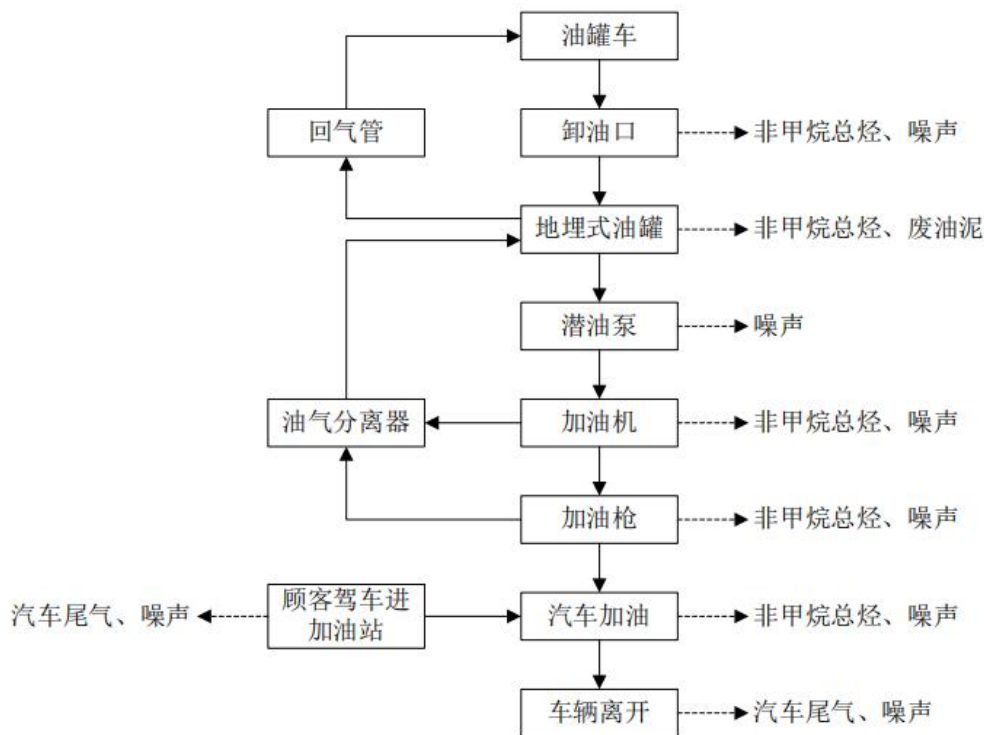 油罐车
回气管
卸油口
非甲烷总烃、噪声
地埋式油罐
非甲烷总烃、废油泥
潜油泵
噪声
油气分离器
加油机
非甲烷总烃、噪声
加油枪
非甲烷总烃、噪声
汽车尾气、噪声
顾客驾车进
加油站
汽车加油
非甲烷总烃、噪声
车辆离开
汽车尾气、噪声